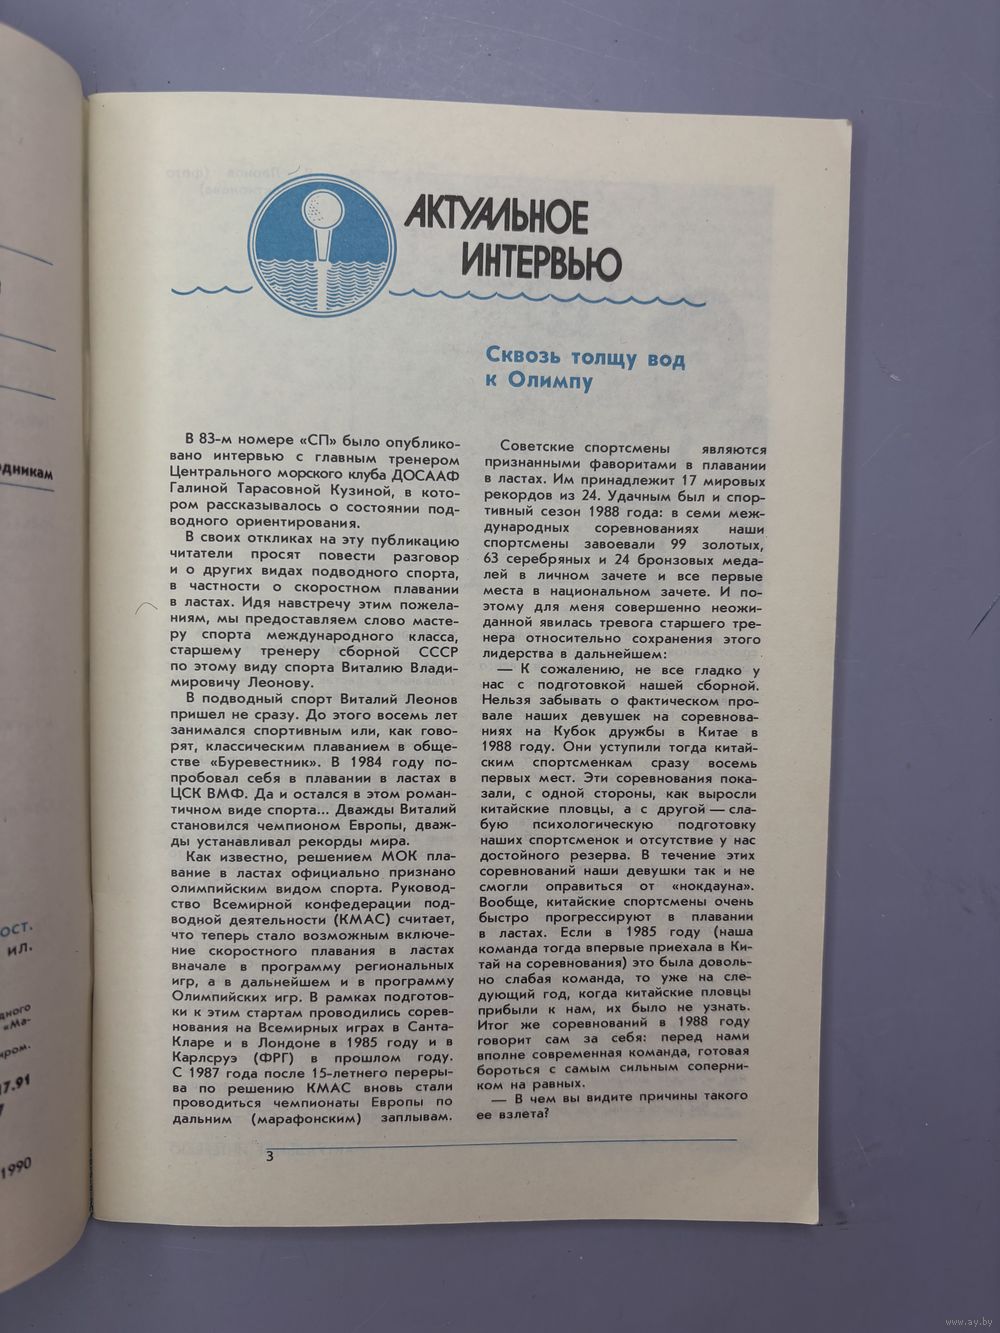 АКТУАЛЬНОЕ
ИНТЕРВЬЮ
Сквозь толщу вод
к Олимпу
В 83-м номере «СП» было опублико-
вано интервью с главным тренером
Центрального морского клуба ДОСААФ
Галиной Тарасовной Кузиной, в кото-
ром рассказывалось о состоянии под-
водного ориентирования.
В своих откликах на эту публикацию
читатели просят повести разговор
и о других видах подводного спорта,
в частности о скоростном плавании
в ластах. Идя навстречу этим пожела-
ниям, мы предоставляем слово масте-
ру спорта международного класса,
старшему тренеру сборной СССР
по этому виду спорта Виталию Влади-
мировичу Леонову.
В подводный спорт Виталий Леонов
пришел не сразу. До этого восемь лет
занимался спортивным или, как гово-
рят, классическим плаванием в обще-
стве «Буревестник». В 1984 году по-
пробовал себя в плавании в ластах в
ЦСК ВМФ. Да и остался в этом роман-
тичном виде спорта... Дважды Виталий
становился чемпионом Европы, дваж-
ды устанавливал рекорды мира.
Как известно, решением МОК пла-
вание в ластах официально признано
олимпийским видом спорта. Руковод-
ство Всемирной конфедерации под-
водной деятельности (КМАС) считает,
что теперь стало возможным включе-
ние скоростного плавания в ластах
вначале в программу региональных
игр, а в дальнейшем и в программу
Олимпийских игр. В рамках подготов-
ки к этим стартам проводились сорев-
нования на Всемирных играх в Санта-
Кларе и в Лондоне в 1985 году и в
Карлсруэ (ФРГ) в прошлом году.
С 1987 года после 15-летнего переры-
ва по решению КМАС вновь стали
проводиться чемпионаты Европы по
дальним (марафонским) заплывам.
Советские спортсмены являются
признанными фаворитами в плавании
в ластах. Им принадлежит 17 мировых
рекордов из 24. Удачным был и спор-
тивный сезон 1988 года: в семи меж-
дународных соревнованиях наши
спортсмены завоевали 99 золотых,
63 серебряных и 24 бронзовых меда-
лей в личном зачете и все первые
места в национальном зачете. И по-
этому для меня совершенно неожи-
данной явилась тревога старшего тре-
нера относительно сохранения этого
лидерства в дальнейшем:
— К сожалению, не все гладко у
нас с подготовкой нашей сборной.
Нельзя забывать о фактическом про-
вале наших девушек на соревнова-
ниях на Кубок дружбы в Китае в
1988 году. Они уступили тогда китай-
ским спортсменкам сразу восемь
первых мест. Эти соревнования пока-
зали, с одной стороны, как выросли
китайские пловцы, а с другой — сла-
бую психологическую подготовку
наших спортсменок и отсутствие у нас
достойного резерва. В течение этих
соревнований наши девушки так и не
смогли оправиться от «нокдауна».
Вообще, китайские спортсмены очень
быстро прогрессируют в плавании
в ластах. Если в 1985 году (наша
команда тогда впервые приехала в Ки-
тай на соревнования) это была доволь-
но слабая команда, то уже на сле-
дующий год, когда китайские пловцы
прибыли к нам, их было не узнать.
Итог же соревнований в 1988 году
говорит сам за себя: перед нами
вполне современная команда, готовая
бороться с самым сильным соперни-
ком на равных.
— В чем вы видите причины такого
ее взлета?
3
одникам
ост.
ил.
дного
«Ма-
пром.
17.91
7
1990
www.ay.by